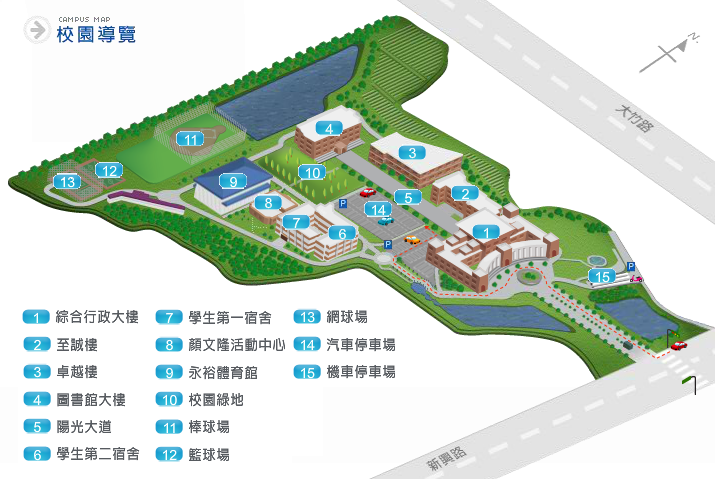 CAMPUS MAP
校園導覽
N
大竹路
11
4
3
13
12
10
9
2
8
5
14
7
6
1
P
P
P
15
1 綜合行政大樓
2 至誠樓
3 卓越樓
4 圖書館大樓
5 陽光大道
6 學生第二宿舍
7 學生第一宿舍
8 顏文隆活動中心
9 永裕體育館
10 校園綠地
11 棒球場
12 籃球場
13 網球場
14 汽車停車場
15 機車停車場
新興路